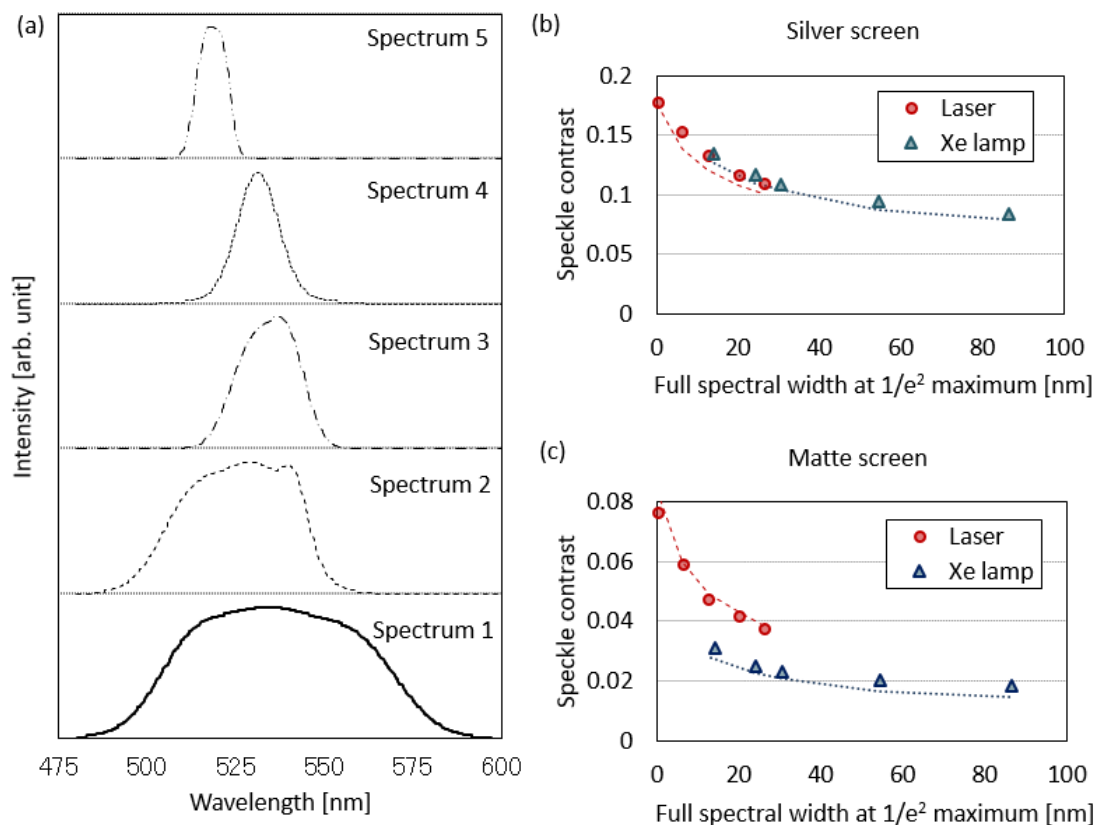 (a)
Spectrum 5
Spectrum 4
Spectrum 3
Spectrum 2
Spectrum 1
Intensity [arb. unit]
475 500 525 550 575 600
Wavelength [nm]
(b)
Silver screen
0.2
0.15
0.1
0.05
0
Speckle contrast
Laser
Xe lamp
0 20 40 60 80 100
Full spectral width at 1/e² maximum [nm]
(c)
Matte screen
0.08
0.06
0.04
0.02
0
Speckle contrast
Laser
Xe lamp
0 20 40 60 80 100
Full spectral width at 1/e² maximum [nm]